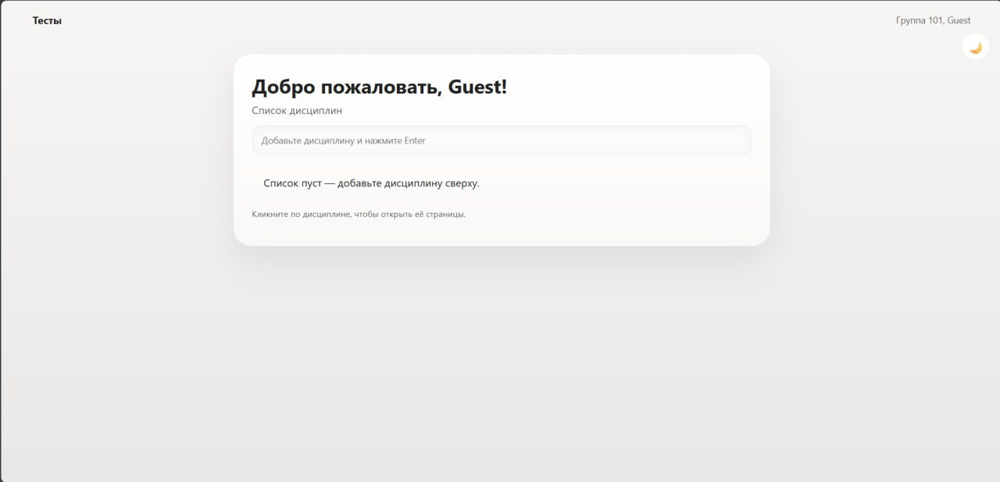 Тесты
Группа 101, Guest
Добро пожаловать, Guest!
Список дисциплин
Добавьте дисциплину и нажмите Enter
Список пуст — добавьте дисциплину сверху.
Кликните по дисциплине, чтобы открыть её страницы.